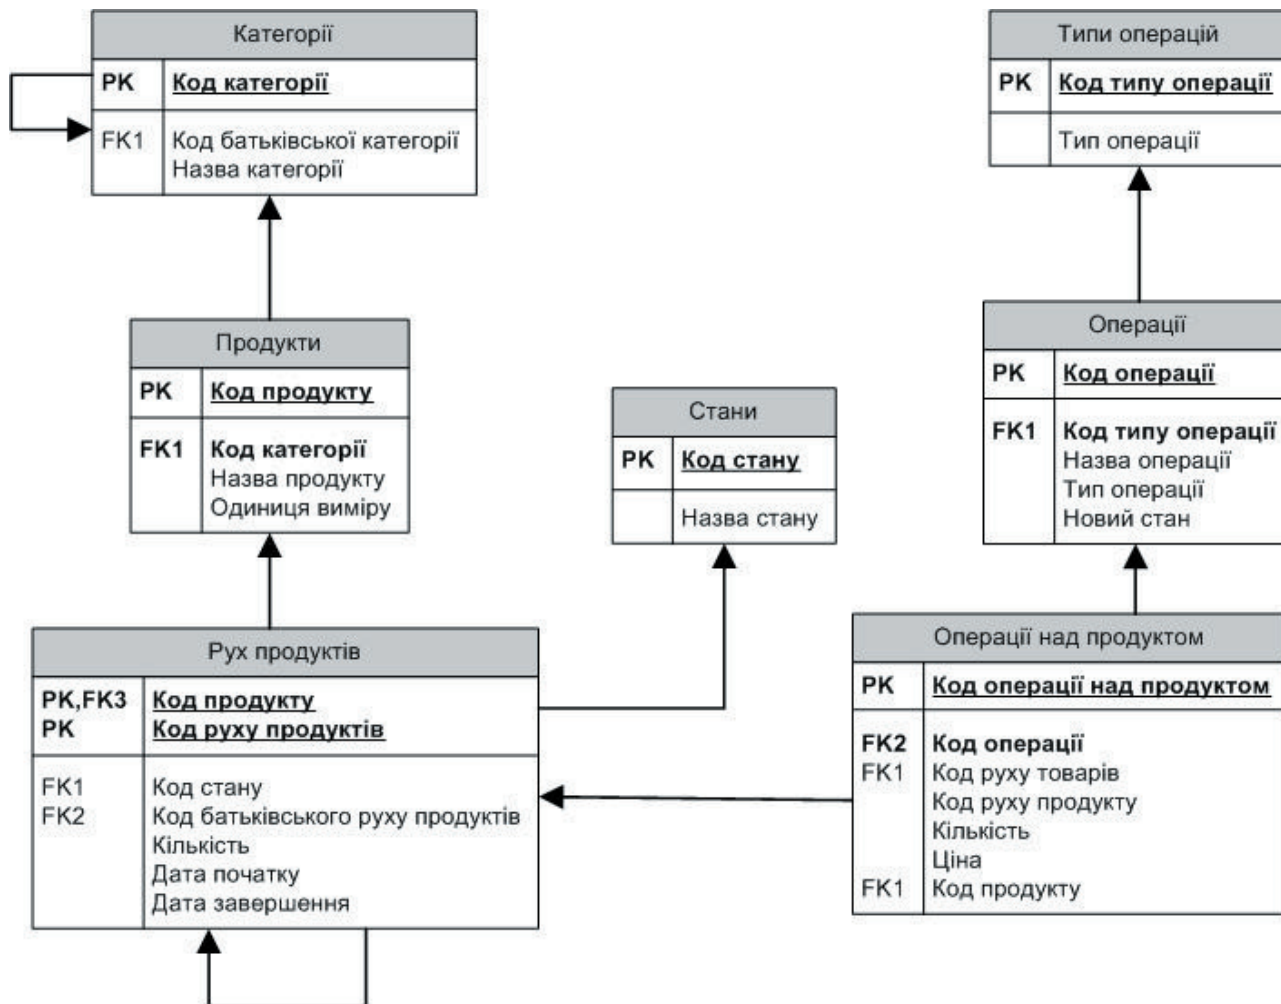 Категорії
PK Код категорії
FK1 Код батьківської категорії
Назва категорії
Типи операцій
PK Код типу операції
Тип операції
Продукти
PK Код продукту
FK1 Код категорії
Назва продукту
Одиниця виміру
Стани
PK Код стану
Назва стану
Операції
PK Код операції
FK1 Код типу операції
Назва операції
Тип операції
Новий стан
Рух продуктів
PK,FK3 Код продукту
PK Код руху продуктів
FK1 Код стану
FK2 Код батьківського руху продуктів
Кількість
Дата початку
Дата завершення
Операції над продуктом
PK Код операції над продуктом
FK2 Код операції
FK1 Код руху товарів
Код руху продукту
Кількість
Ціна
FK1 Код продукту